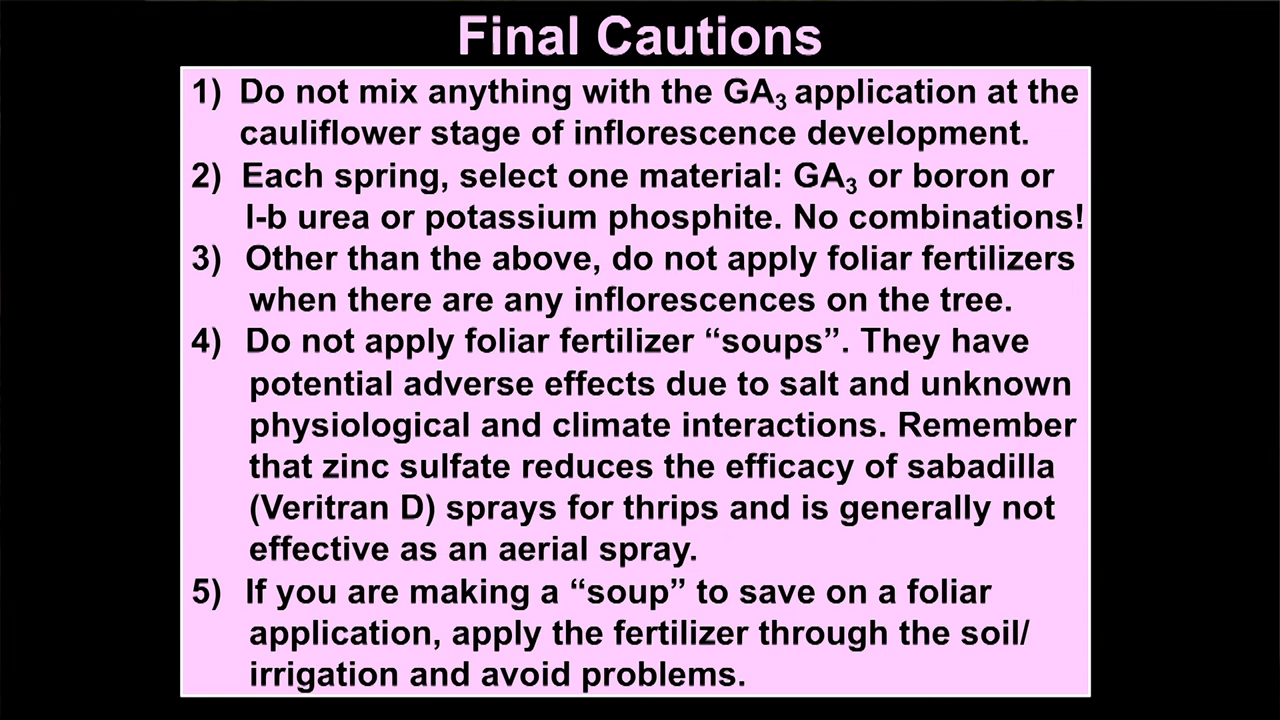 Final Cautions
1) Do not mix anything with the GA₃ application at the
cauliflower stage of inflorescence development.
2) Each spring, select one material: GA₃ or boron or
l-b urea or potassium phosphite. No combinations!
3) Other than the above, do not apply foliar fertilizers
when there are any inflorescences on the tree.
4) Do not apply foliar fertilizer “soups”. They have
potential adverse effects due to salt and unknown
physiological and climate interactions. Remember
that zinc sulfate reduces the efficacy of sabadilla
(Veritran D) sprays for thrips and is generally not
effective as an aerial spray.
5) If you are making a “soup” to save on a foliar
application, apply the fertilizer through the soil/
irrigation and avoid problems.